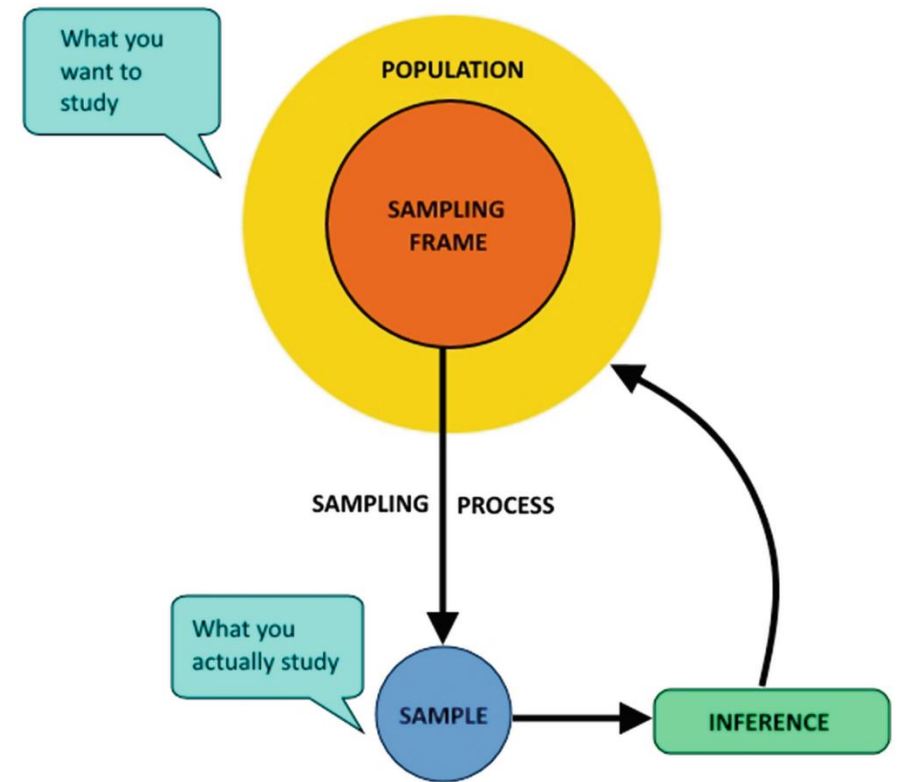 What you
want to
study
POPULATION
SAMPLING
FRAME
SAMPLING PROCESS
What you
actually study
SAMPLE
INFERENCE